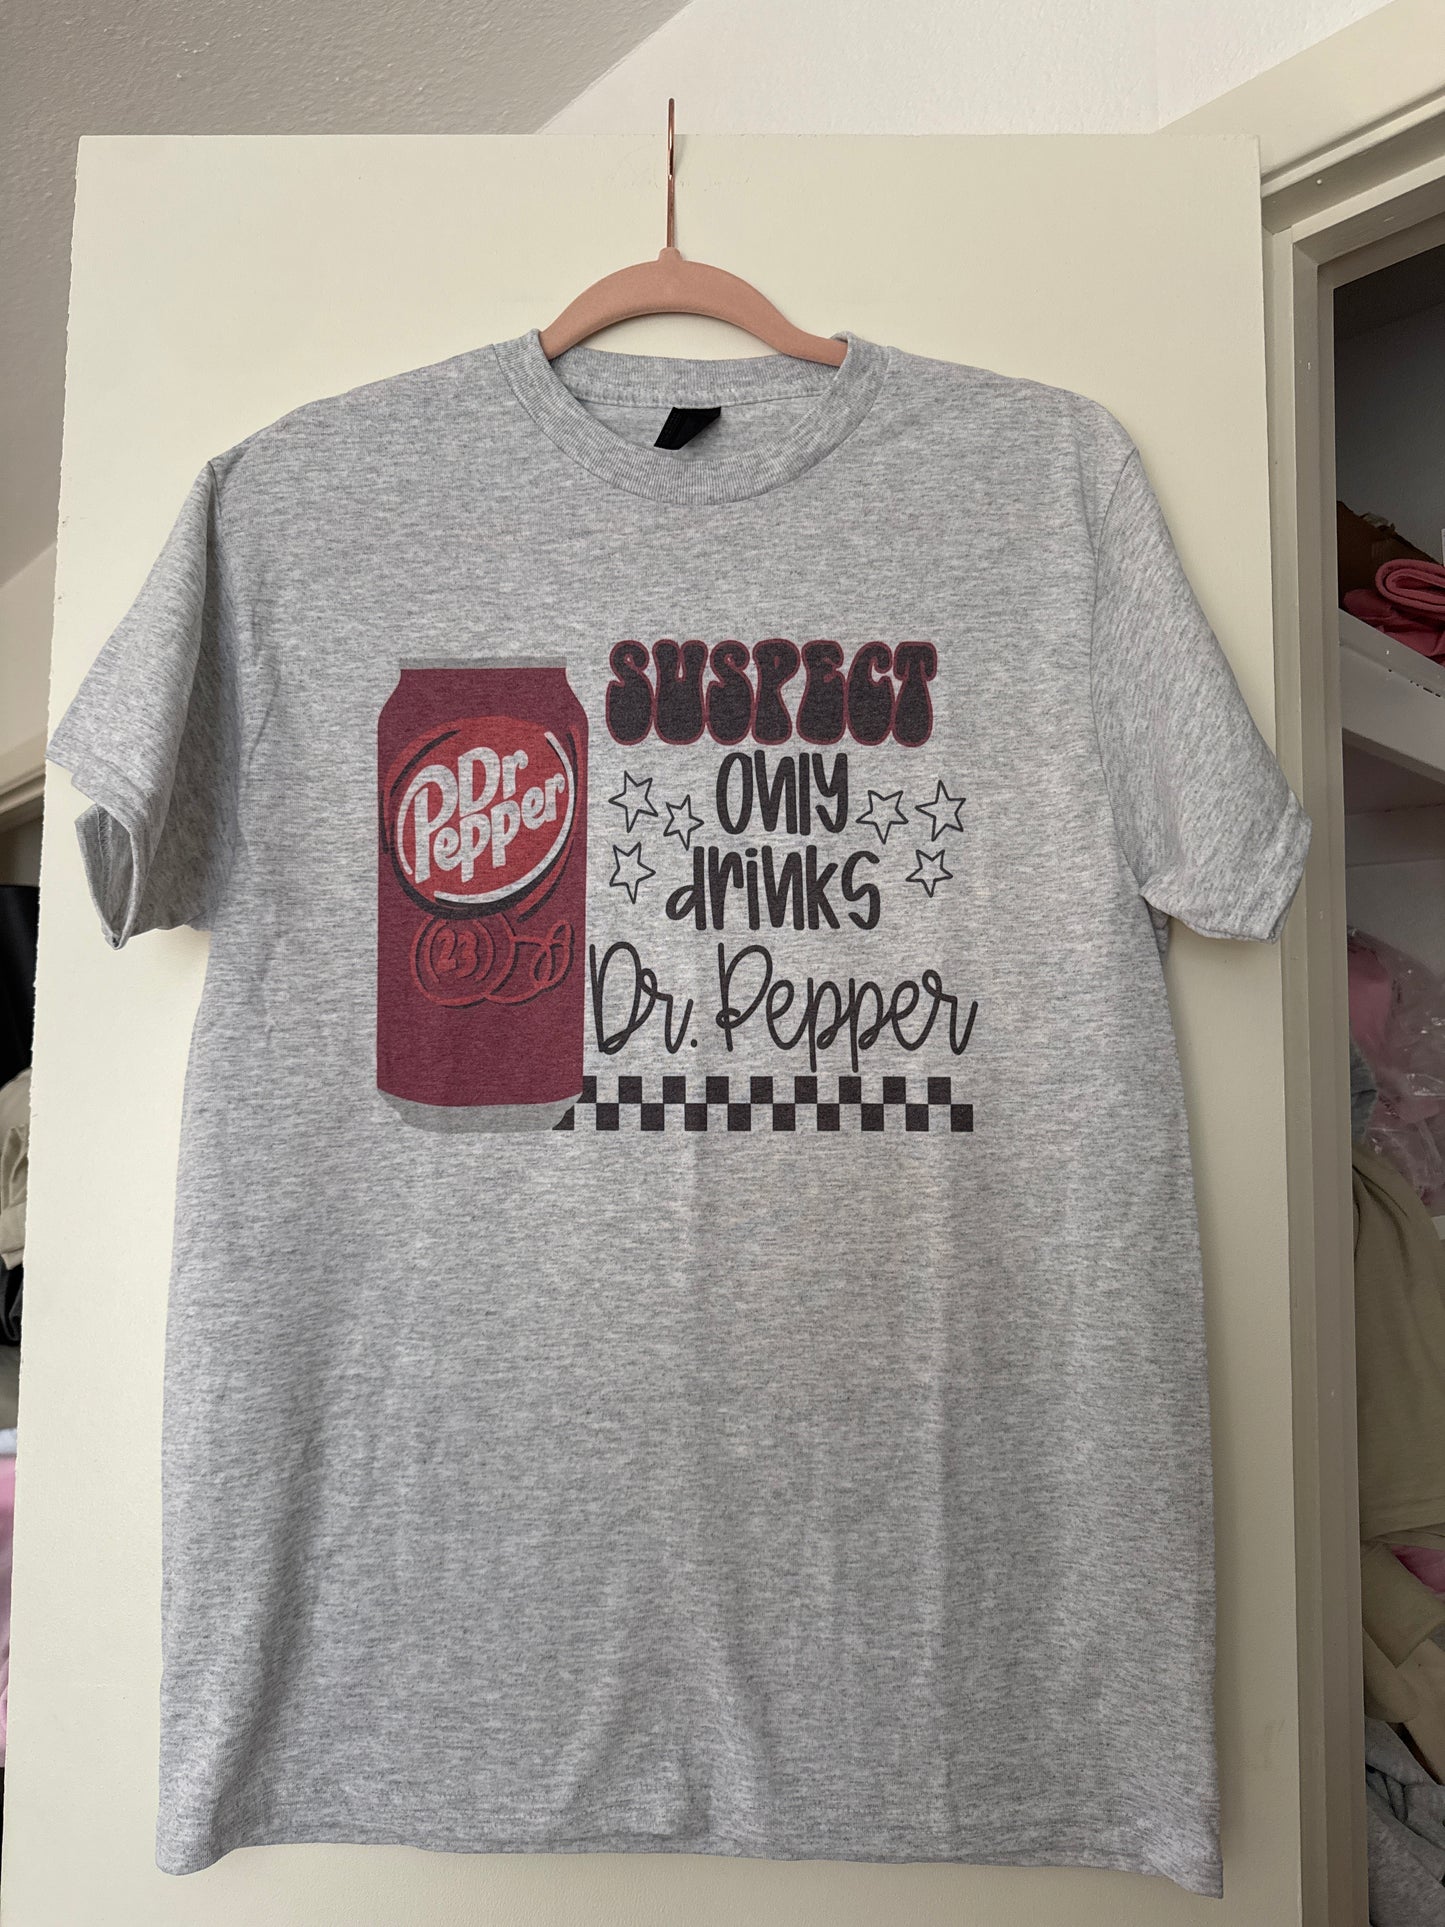 Dr
Pepper
23
SUSPECT
only
drinks
Dr. Pepper